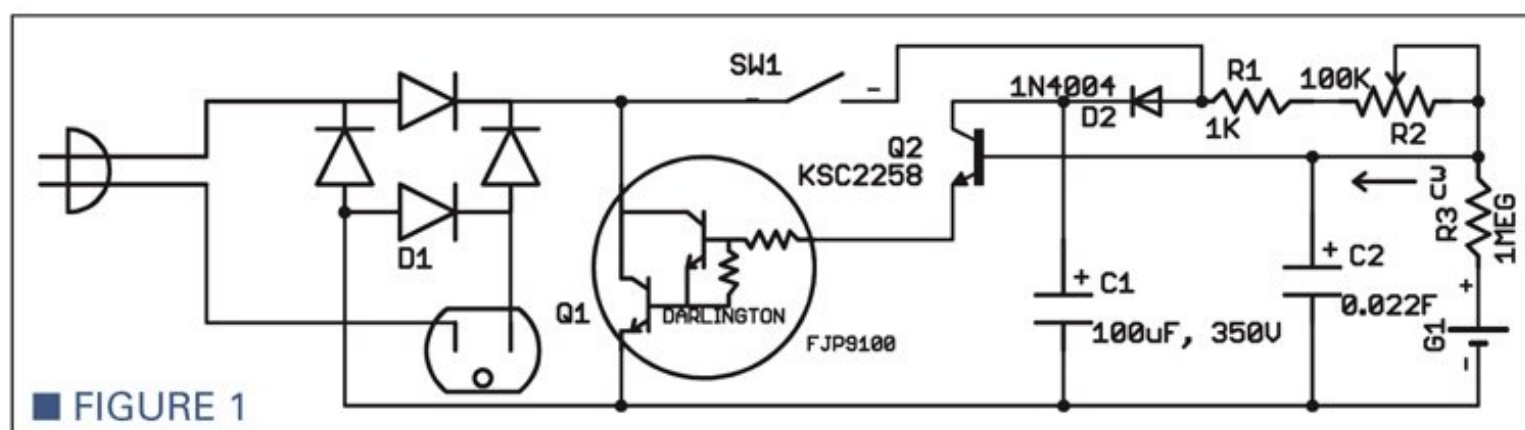 SW1
1N4004
D2
R1
1K
100K
R2
Q2
KSC2258
CW
R3
1MEG
D1
Q1
DARLINGTON
FJP9100
+ C1
100uF, 350V
+ C2
0.022F
+
G1
-
FIGURE 1